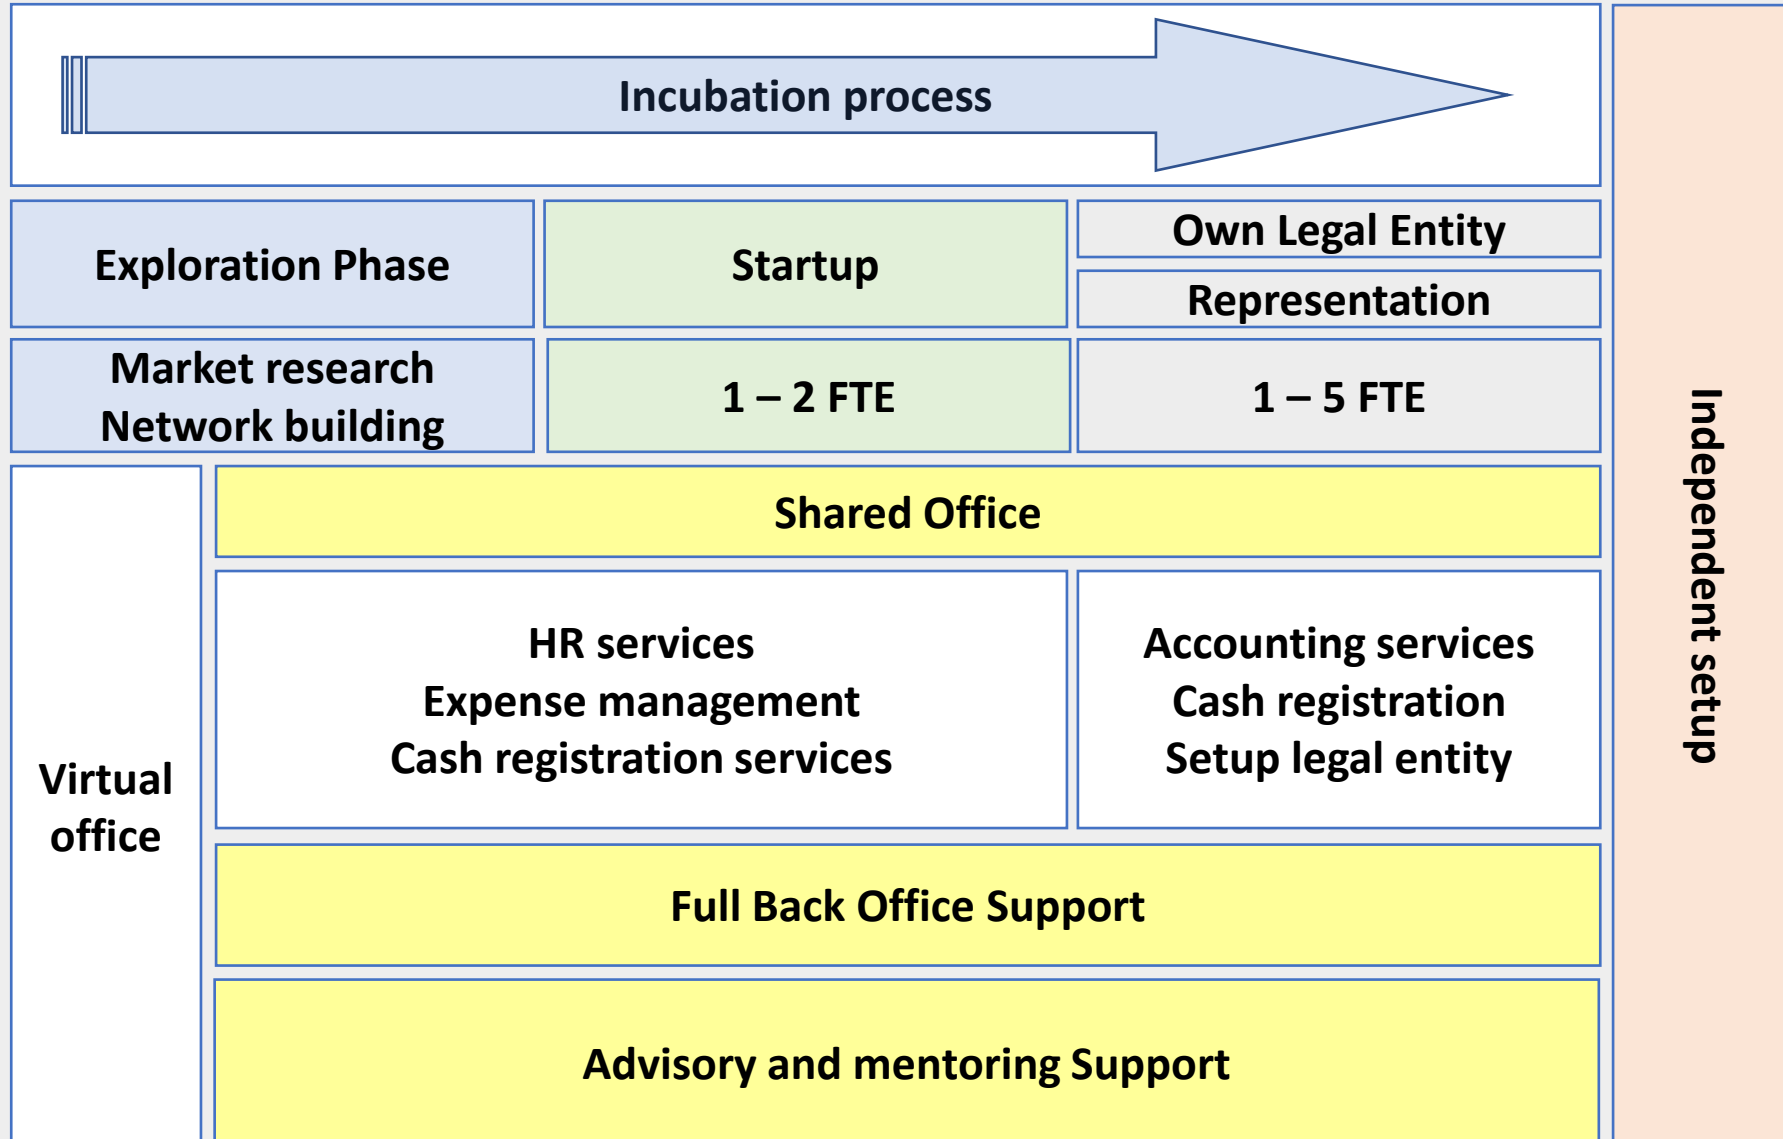 Incubation process
Exploration Phase
Startup
Own Legal Entity
Representation
Market research
Network building
1 – 2 FTE
1 – 5 FTE
Independent setup
Virtual
office
Shared Office
HR services
Expense management
Cash registration services
Accounting services
Cash registration
Setup legal entity
Full Back Office Support
Advisory and mentoring Support